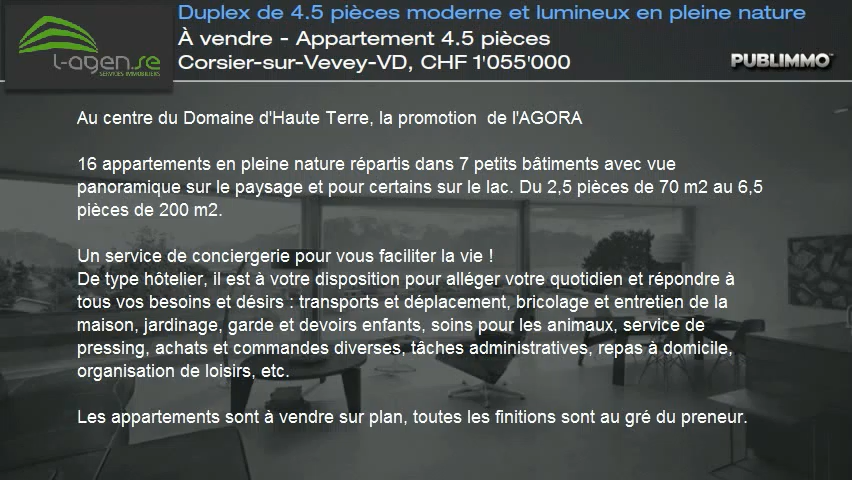 Duplex de 4.5 pièces moderne et lumineux en pleine nature
À vendre - Appartement 4.5 pièces
Corsier-sur-Vevey-VD, CHF 1'055'000
l-agen.se
SERVICES IMMOBILIERS
PUBLIMMO
Au centre du Domaine d'Haute Terre, la promotion  de l'AGORA
16 appartements en pleine nature répartis dans 7 petits bâtiments avec vue
panoramique sur le paysage et pour certains sur le lac. Du 2,5 pièces de 70 m2 au 6,5
pièces de 200 m2.
Un service de conciergerie pour vous faciliter la vie !
De type hôtelier, il est à votre disposition pour alléger votre quotidien et répondre à
tous vos besoins et désirs : transports et déplacement, bricolage et entretien de la
maison, jardinage, garde et devoirs enfants, soins pour les animaux, service de
pressing, achats et commandes diverses, tâches administratives, repas à domicile,
organisation de loisirs, etc.
Les appartements sont à vendre sur plan, toutes les finitions sont au gré du preneur.